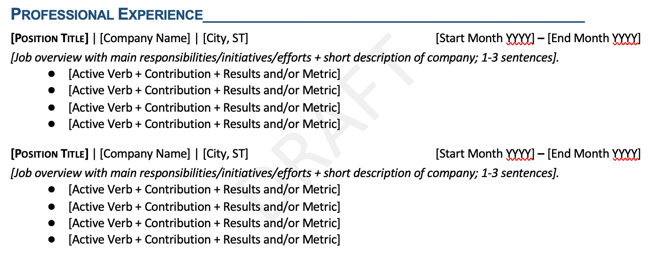 PROFESSIONAL EXPERIENCE
[POSITION TITLE] | [Company Name] | [City, ST] [Start Month YYYY] – [End Month YYYY]
[Job overview with main responsibilities/initiatives/efforts + short description of company; 1-3 sentences].
● [Active Verb + Contribution + Results and/or Metric]
● [Active Verb + Contribution + Results and/or Metric]
● [Active Verb + Contribution + Results and/or Metric]
● [Active Verb + Contribution + Results and/or Metric]
[POSITION TITLE] | [Company Name] | [City, ST] [Start Month YYYY] – [End Month YYYY]
[Job overview with main responsibilities/initiatives/efforts + short description of company; 1-3 sentences].
● [Active Verb + Contribution + Results and/or Metric]
● [Active Verb + Contribution + Results and/or Metric]
● [Active Verb + Contribution + Results and/or Metric]
● [Active Verb + Contribution + Results and/or Metric]
DRAFT